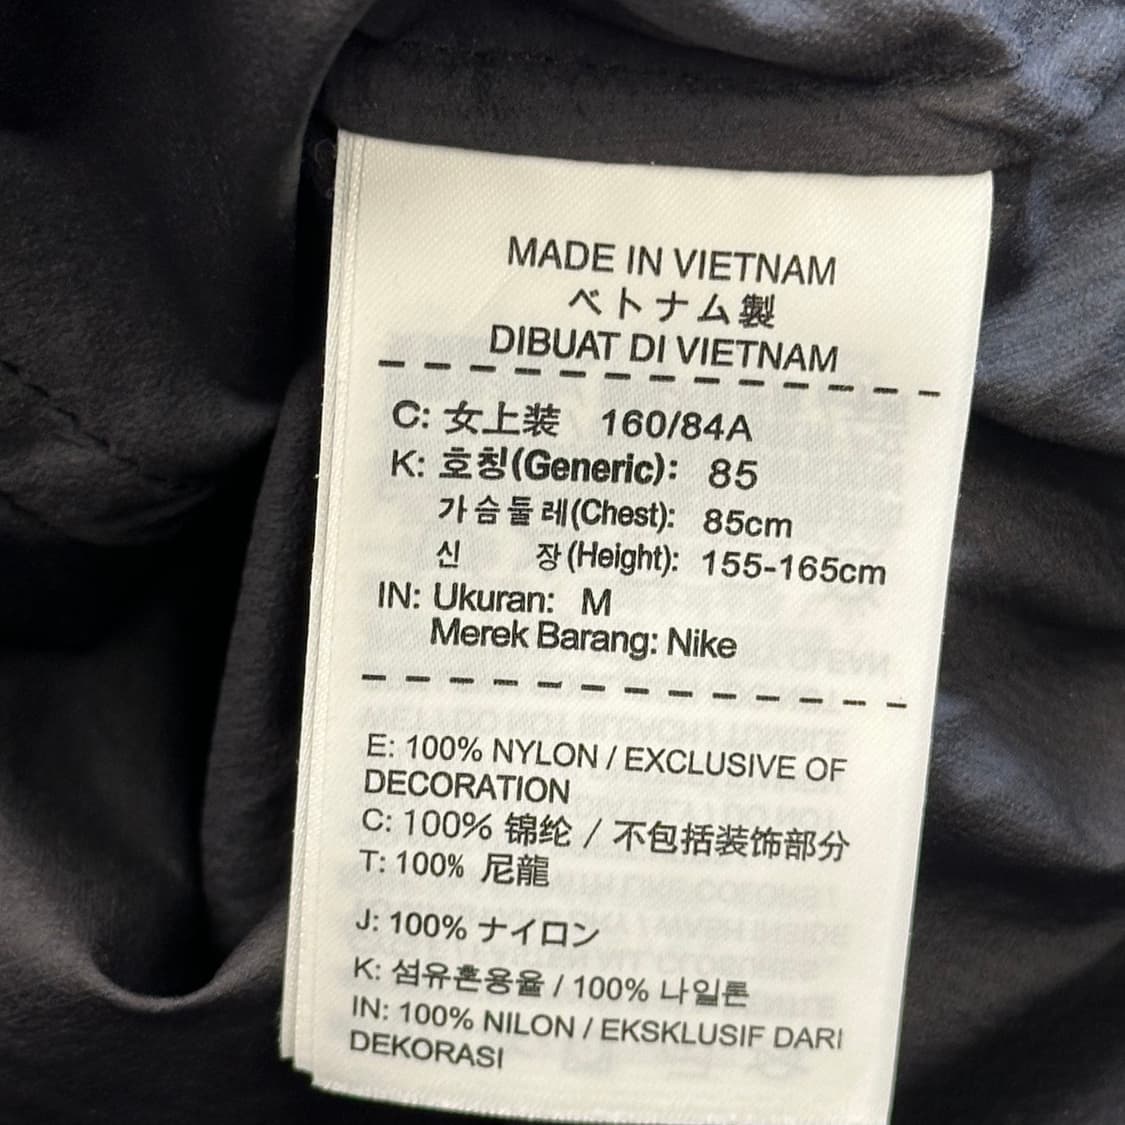 MADE IN VIETNAM
ベトナム製
DIBUAT DI VIETNAM
C: 女上装 160/84A
K: 호칭(Generic): 85
가슴둘레(Chest): 85cm
신 장(Height): 155-165cm
IN: Ukuran: M
Merek Barang: Nike
E: 100% NYLON / EXCLUSIVE OF
DECORATION
C: 100% 锦纶 / 不包括装饰部分
T: 100% 尼龍
J: 100% ナイロン
K: 섬유혼용율 / 100% 나일론
IN: 100% NILON / EKSKLUSIF DARI
DEKORASI